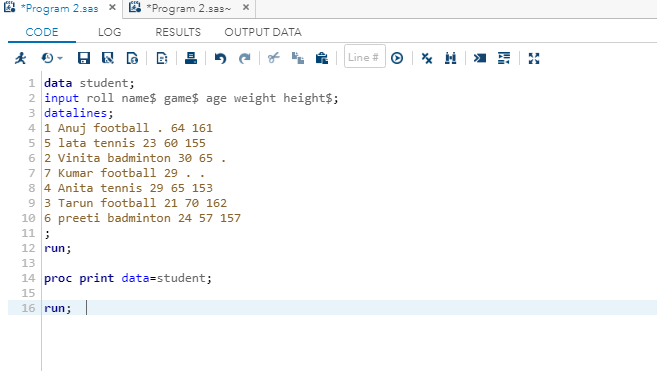 *Program 2.sas × *Program 2.sas~ ×
CODE LOG RESULTS OUTPUT DATA
Line #
1 data student;
2 input roll name$ game$ age weight height$;
3 datalines;
4 1 Anuj football . 64 161
5 5 lata tennis 23 60 155
6 2 Vinita badminton 30 65 .
7 7 Kumar football 29 . .
8 4 Anita tennis 29 65 153
9 3 Tarun football 21 70 162
10 6 preeti badminton 24 57 157
11 ;
12 run;
13
14 proc print data=student;
15
16 run;